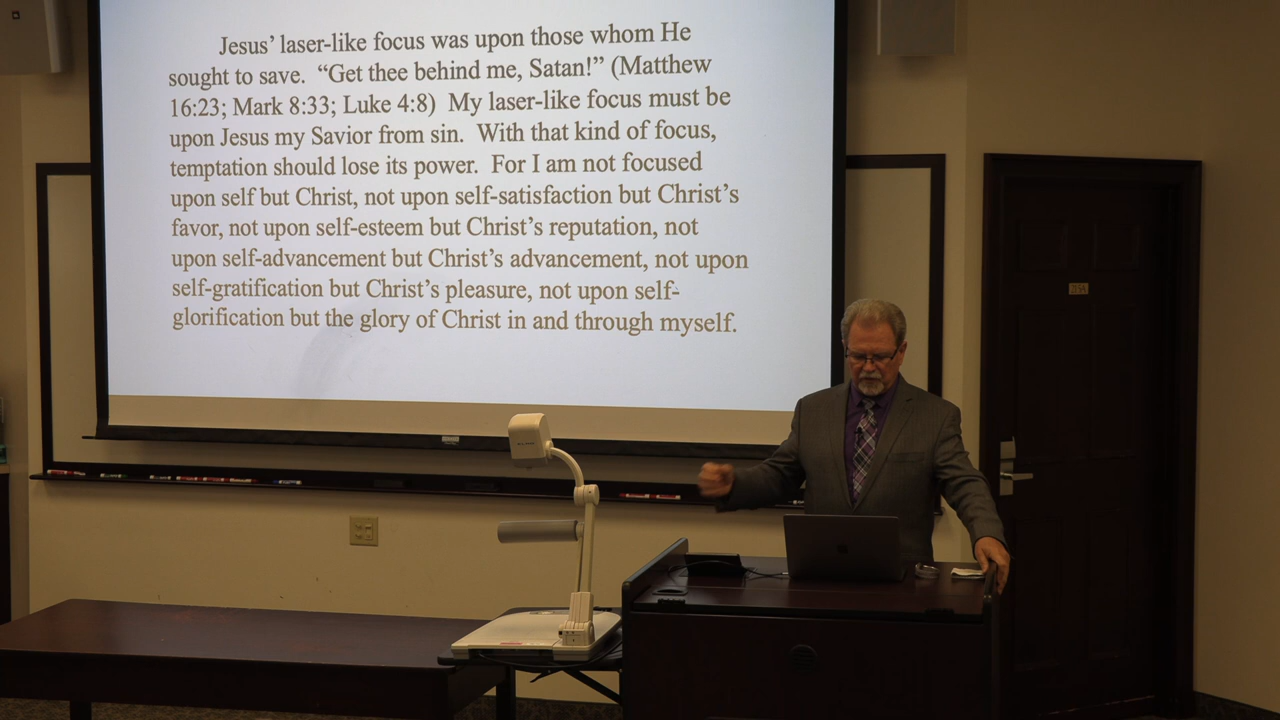 Jesus’ laser-like focus was upon those whom He
sought to save.  “Get thee behind me, Satan!” (Matthew
16:23; Mark 8:33; Luke 4:8)  My laser-like focus must be
upon Jesus my Savior from sin.  With that kind of focus,
temptation should lose its power.  For I am not focused
upon self but Christ, not upon self-satisfaction but Christ’s
favor, not upon self-esteem but Christ’s reputation, not
upon self-advancement but Christ’s advancement, not upon
self-gratification but Christ’s pleasure, not upon self-
glorification but the glory of Christ in and through myself.